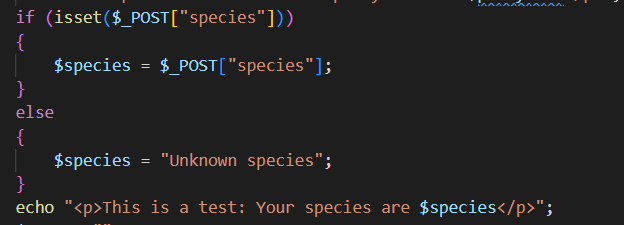 if (isset($_POST["species"]))
{
    $species = $_POST["species"];
}
else
{
    $species = "Unknown species";
}
echo "<p>This is a test: Your species are $species</p>";